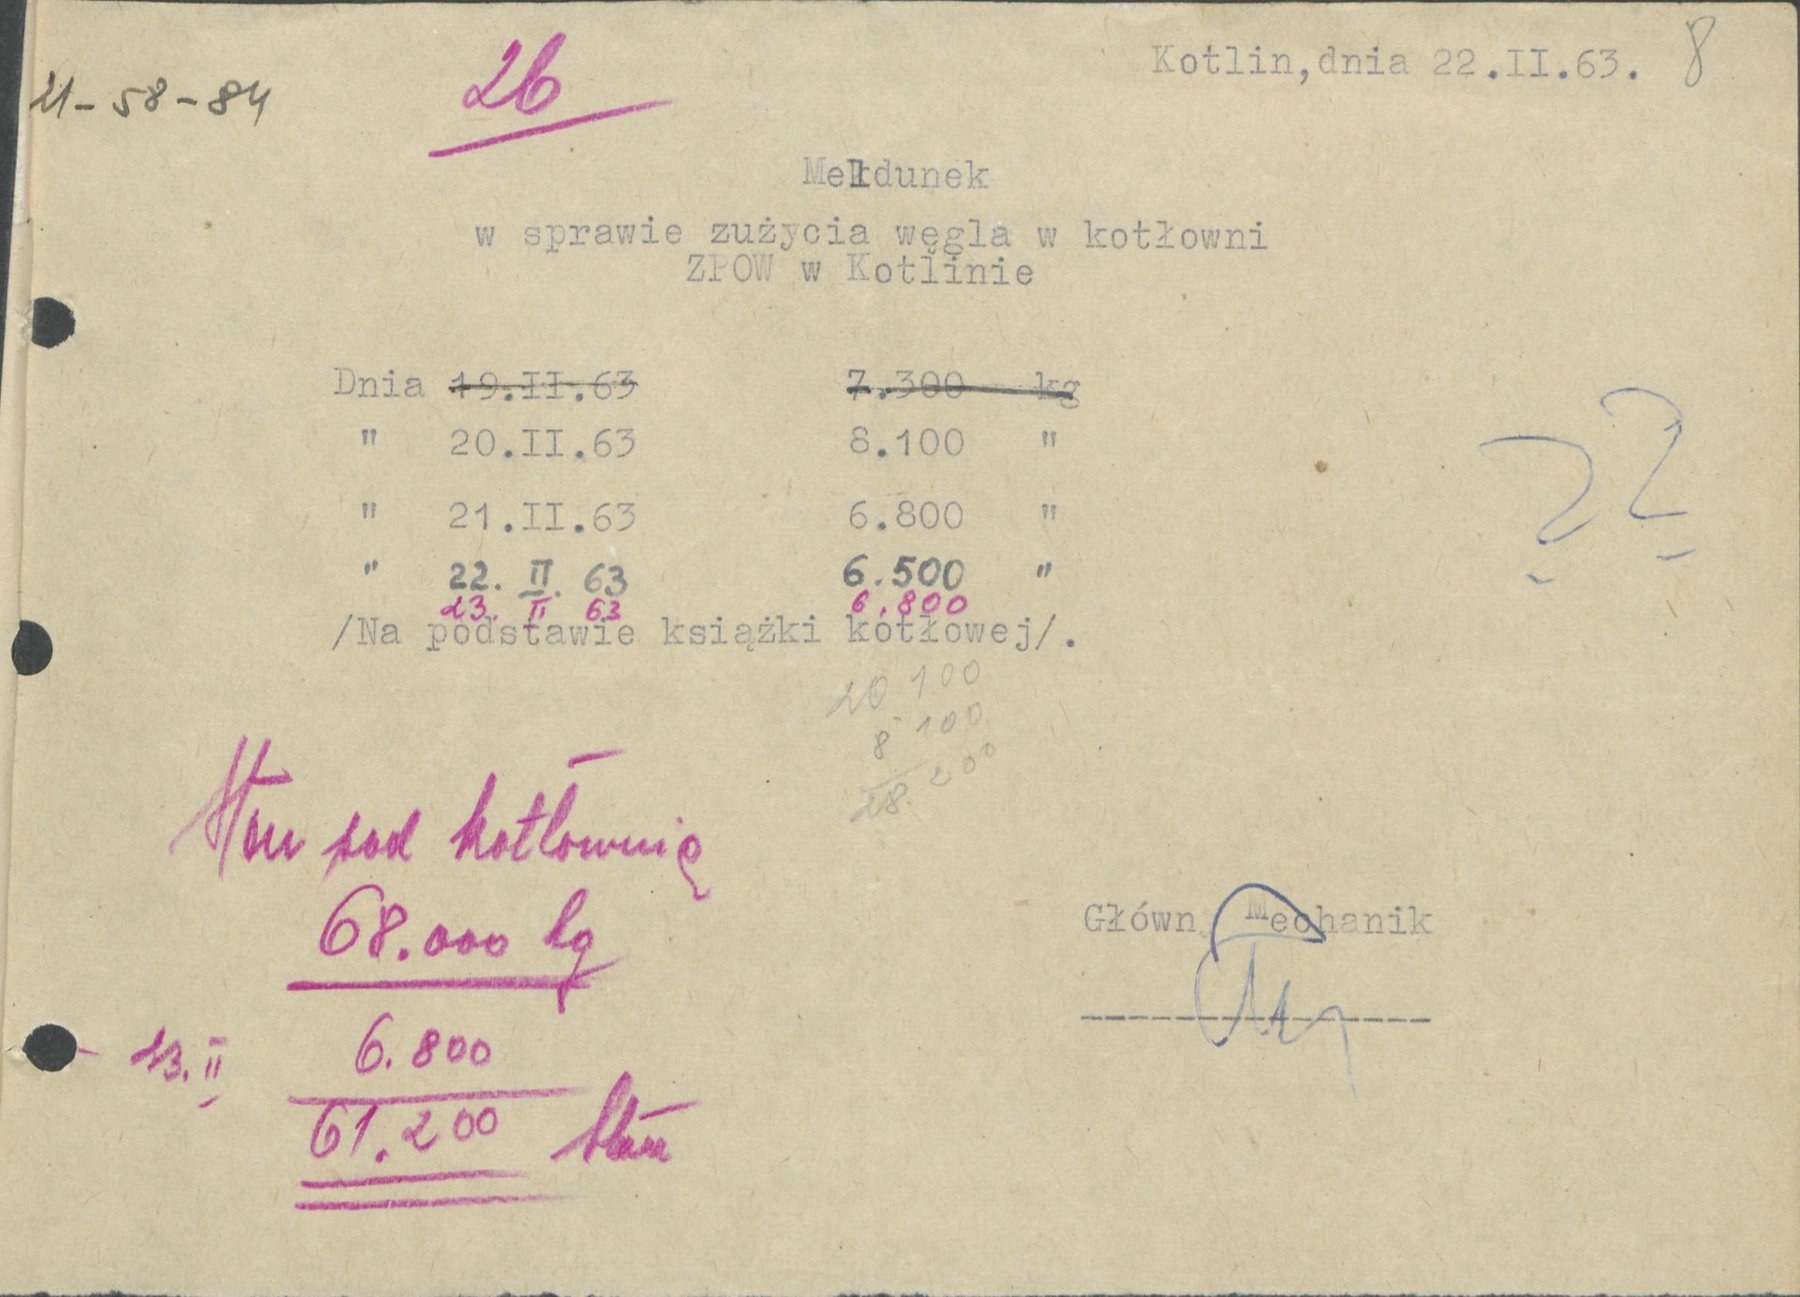 Kotlin,dnia 22.II.63. 8
21-58-84
26
Meldunek
w sprawie zużycia węgla w kotłowni
ZPOW w Kotlinie
Dnia 19.II.63 7.300 kg
" 20.II.63 8.100 "
" 21.II.63 6.800 "
" 22. II. 63 6.500 "
23. II 63 6.800
/Na podstawie książki kotłowej/.
20 100
8 100
28 200
Stan pod kotłownią
68.000 kg
- 23. II 6.800
61.200 Stan
Główny Mechanik